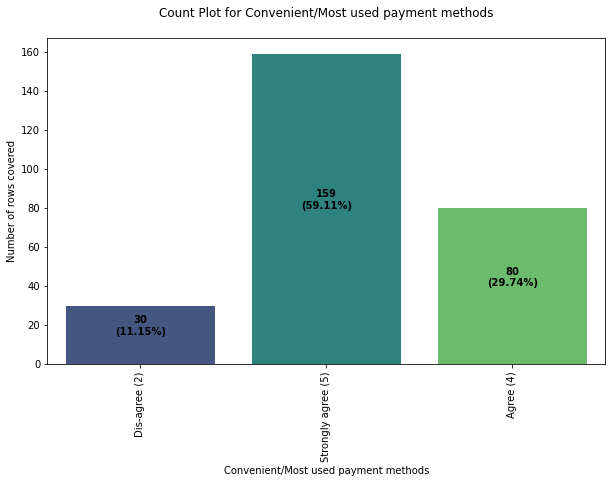 Count Plot for Convenient/Most used payment methods
160
140
120
100
80
60
40
20
0
Number of rows covered
30
(11.15%)
159
(59.11%)
80
(29.74%)
Dis-agree (2)
Strongly agree (5)
Agree (4)
Convenient/Most used payment methods